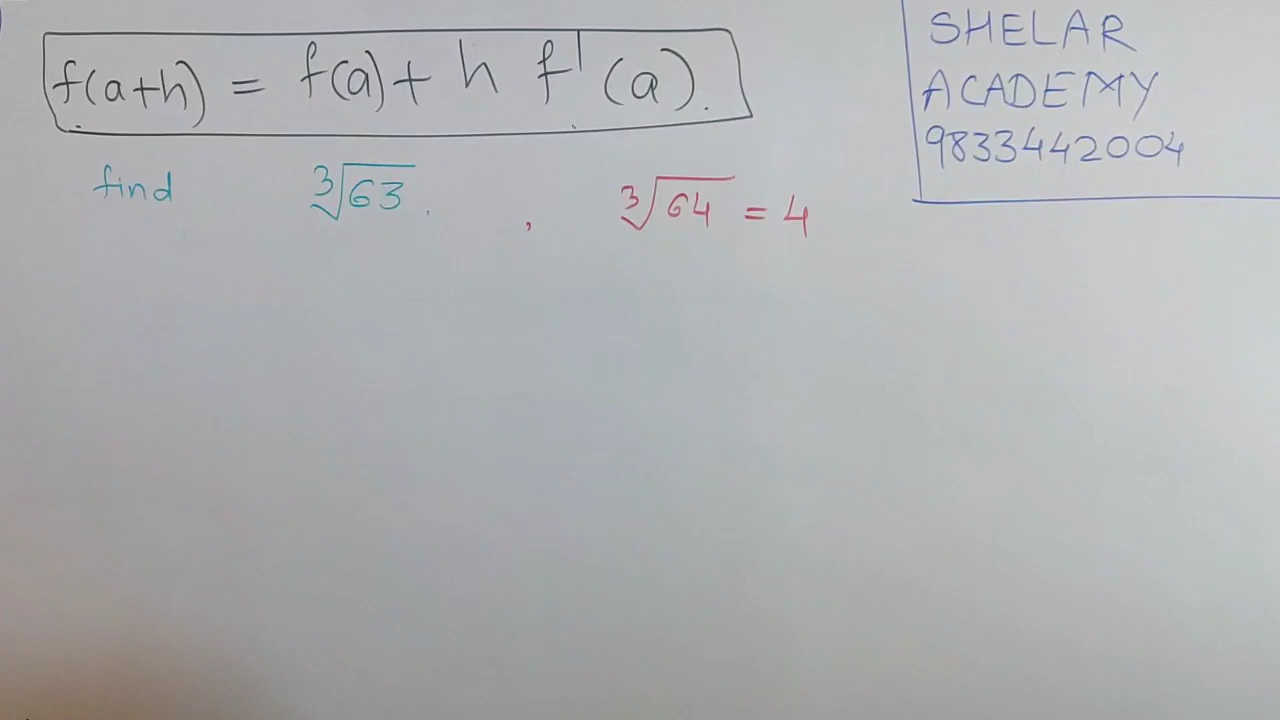 f(a+h) = f(a) + h f'(a).
find ∛63. , ∛64 = 4
SHELAR
ACADEMY
9833442004